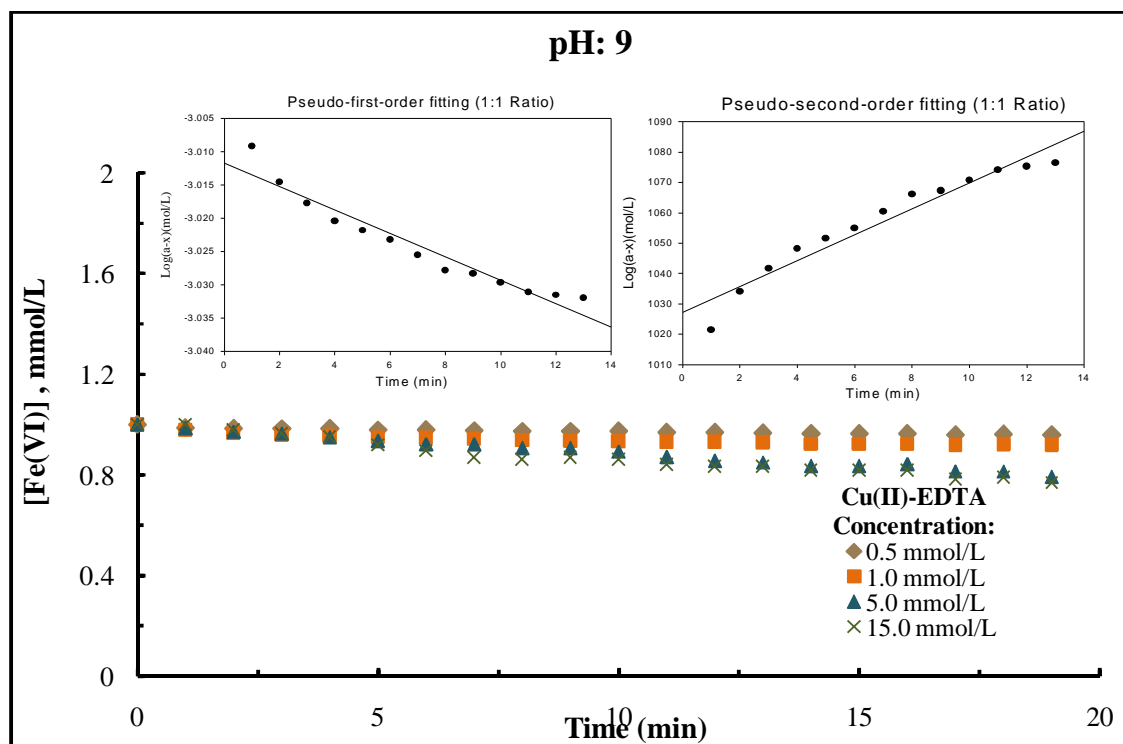 pH: 9
Pseudo-first-order fitting (1:1 Ratio)
Log(a-x)(mol/L)
-3.005
-3.010
-3.015
-3.020
-3.025
-3.030
-3.035
-3.040
0 2 4 6 8 10 12 14
Time (min)
Pseudo-second-order fitting (1:1 Ratio)
Log(a-x)(mol/L)
1090
1080
1070
1060
1050
1040
1030
1020
1010
0 2 4 6 8 10 12 14
Time (min)
[Fe(VI)] , mmol/L
2
1.6
1.2
0.8
0.4
0
Cu(II)-EDTA
Concentration:
0.5 mmol/L
1.0 mmol/L
5.0 mmol/L
15.0 mmol/L
0 5 10 15 20
Time (min)